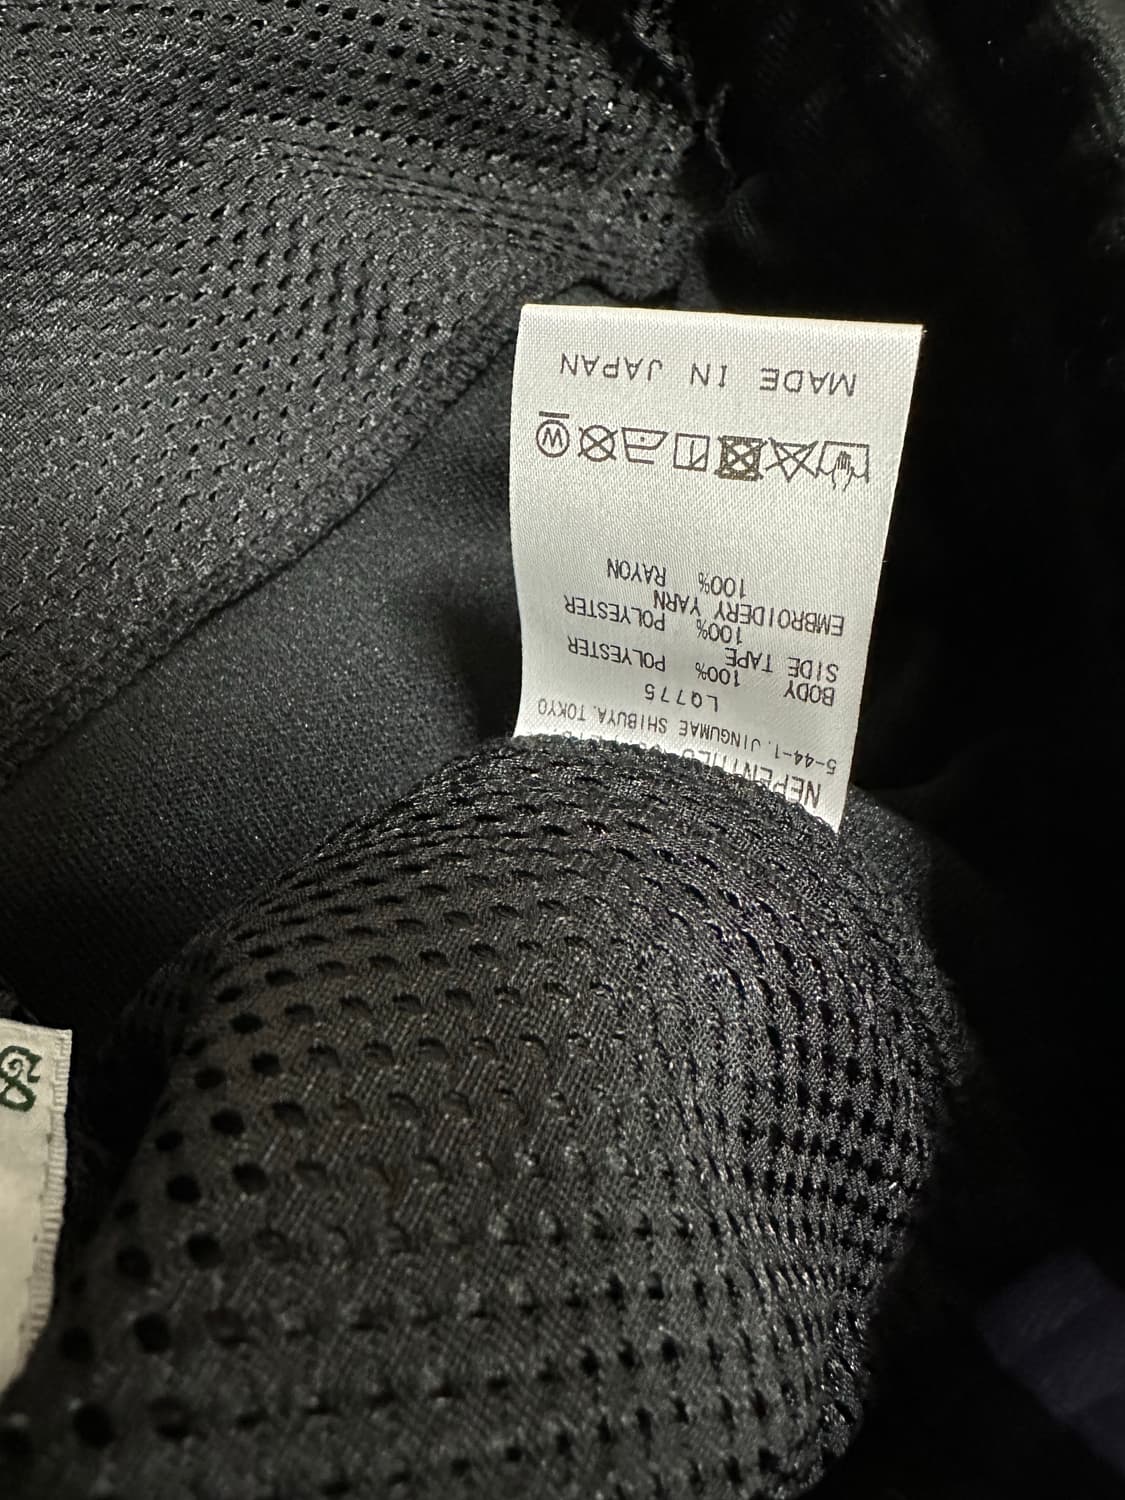 NEPENTHES
5-44-1, JINGUMAE SHIBUYA, TOKYO
LQ775
BODY
100% POLYESTER
SIDE TAPE
100% POLYESTER
EMBROIDERY YARN
100% RAYON
W
MADE IN JAPAN